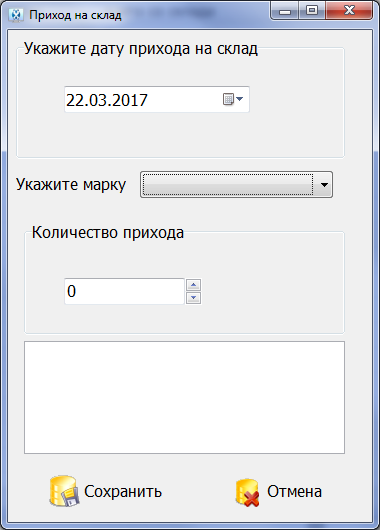 Приход на склад
Укажите дату прихода на склад
22.03.2017
Укажите марку
Количество прихода
0
Сохранить
Отмена